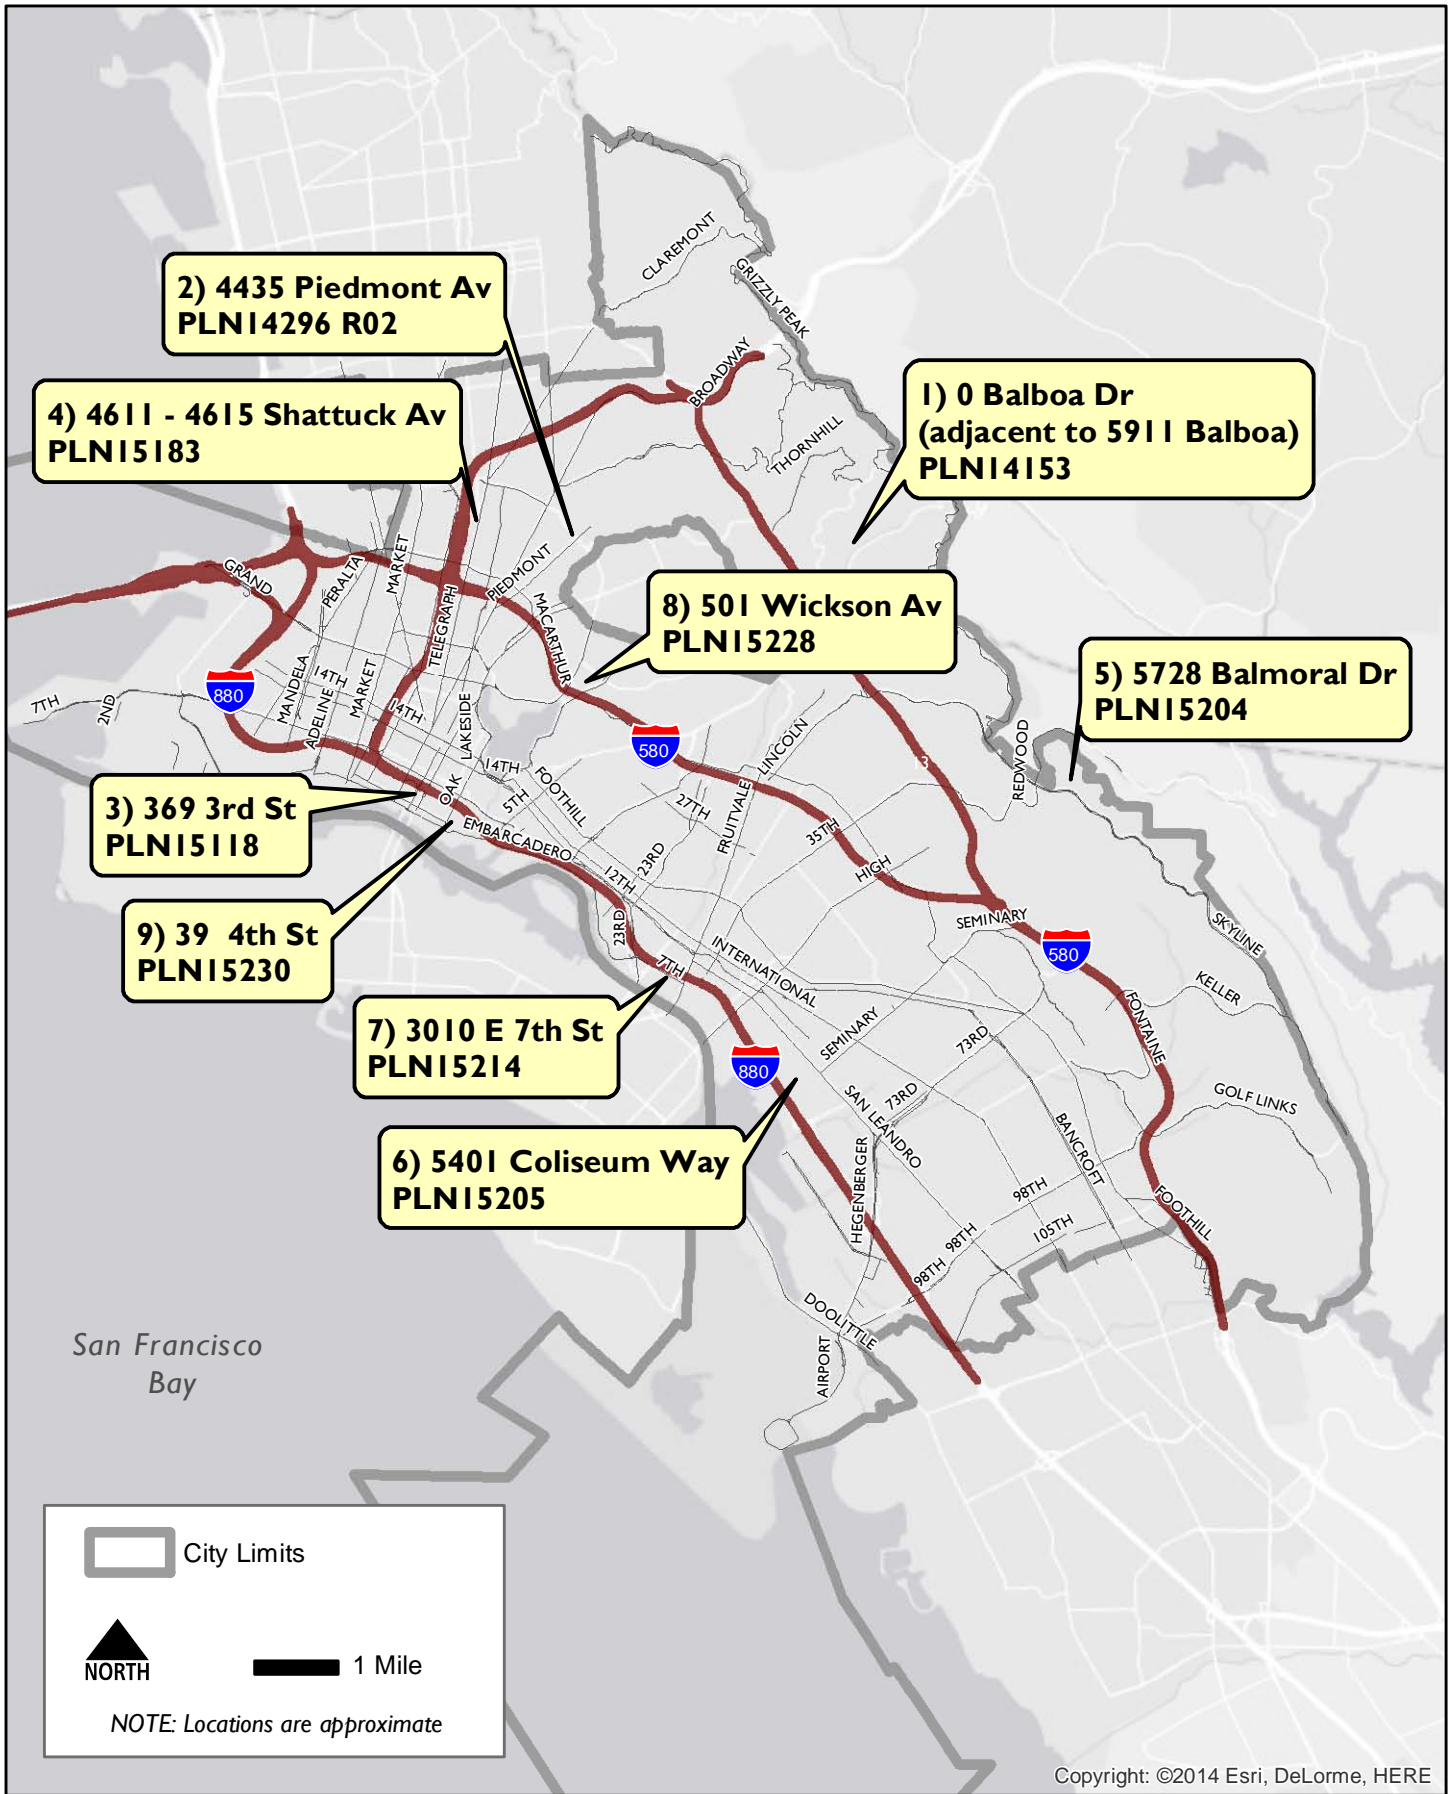 CLAREMONT
GRIZZLY PEAK
2) 4435 Piedmont Av
PLN14296 R02
BROADWAY
1) 0 Balboa Dr
(adjacent to 5911 Balboa)
PLN14153
4) 4611 - 4615 Shattuck Av
PLN15183
THORNHILL
GRAND
PERALTA
MARKET
PIEDMONT
TELEGRAPH
MACARTHUR
8) 501 Wickson Av
PLN15228
5) 5728 Balmoral Dr
PLN15204
7TH
2ND
880
MANDELA
14TH
ADELINE
MARKET
14TH
LAKESIDE
580
LINCOLN
13
REDWOOD
14TH
FOOTHILL
OAK
5TH
27TH
FRUITVALE
3) 369 3rd St
PLN15118
EMBARCADERO
35TH
HIGH
23RD
12TH
9) 39 4th St
PLN15230
23RD
7TH
INTERNATIONAL
SEMINARY
580
SKYLINE
KELLER
FONTAINE
7) 3010 E 7th St
PLN15214
SEMINARY
73RD
880
73RD
SAN LEANDRO
GOLF LINKS
BANCROFT
6) 5401 Coliseum Way
PLN15205
HEGENBERGER
98TH
98TH
105TH
FOOTHILL
98TH
DOOLITTLE
AIRPORT
San Francisco
Bay
City Limits
NORTH
1 Mile
NOTE: Locations are approximate
Copyright: ©2014 Esri, DeLorme, HERE